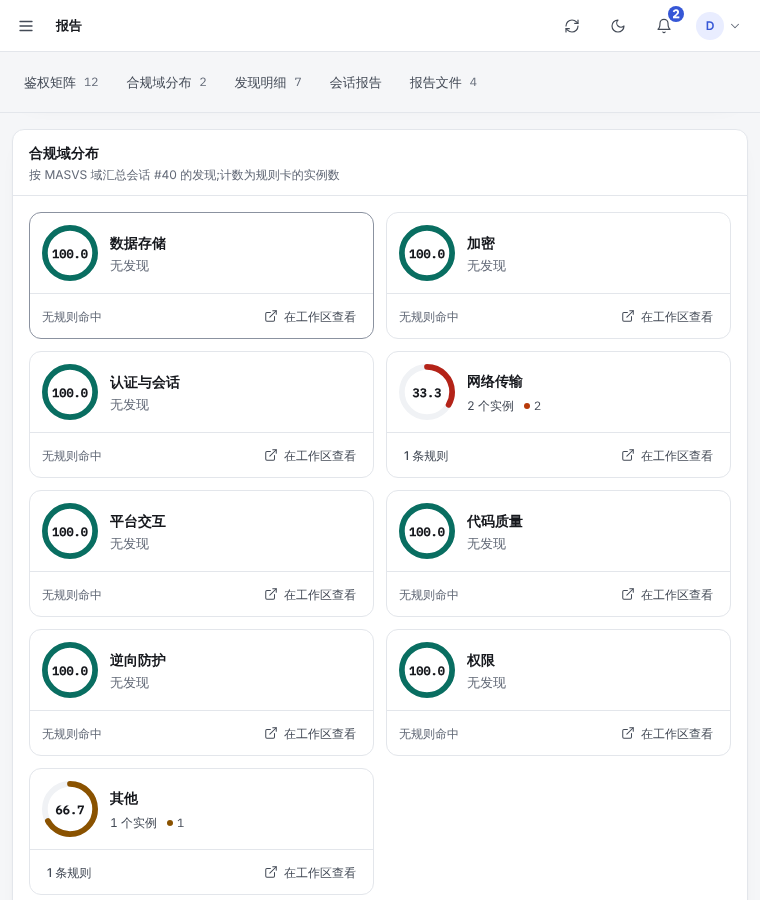 报告
2
D
鉴权矩阵 12 合规域分布 2 发现明细 7 会话报告 报告文件 4
合规域分布
按 MASVS 域汇总会话 #40 的发现;计数为规则卡的实例数
100.0
数据存储
无发现
无规则命中 在工作区查看
100.0
加密
无发现
无规则命中 在工作区查看
100.0
认证与会话
无发现
无规则命中 在工作区查看
33.3
网络传输
2 个实例 2
1 条规则 在工作区查看
100.0
平台交互
无发现
无规则命中 在工作区查看
100.0
代码质量
无发现
无规则命中 在工作区查看
100.0
逆向防护
无发现
无规则命中 在工作区查看
100.0
权限
无发现
无规则命中 在工作区查看
66.7
其他
1 个实例 1
1 条规则 在工作区查看